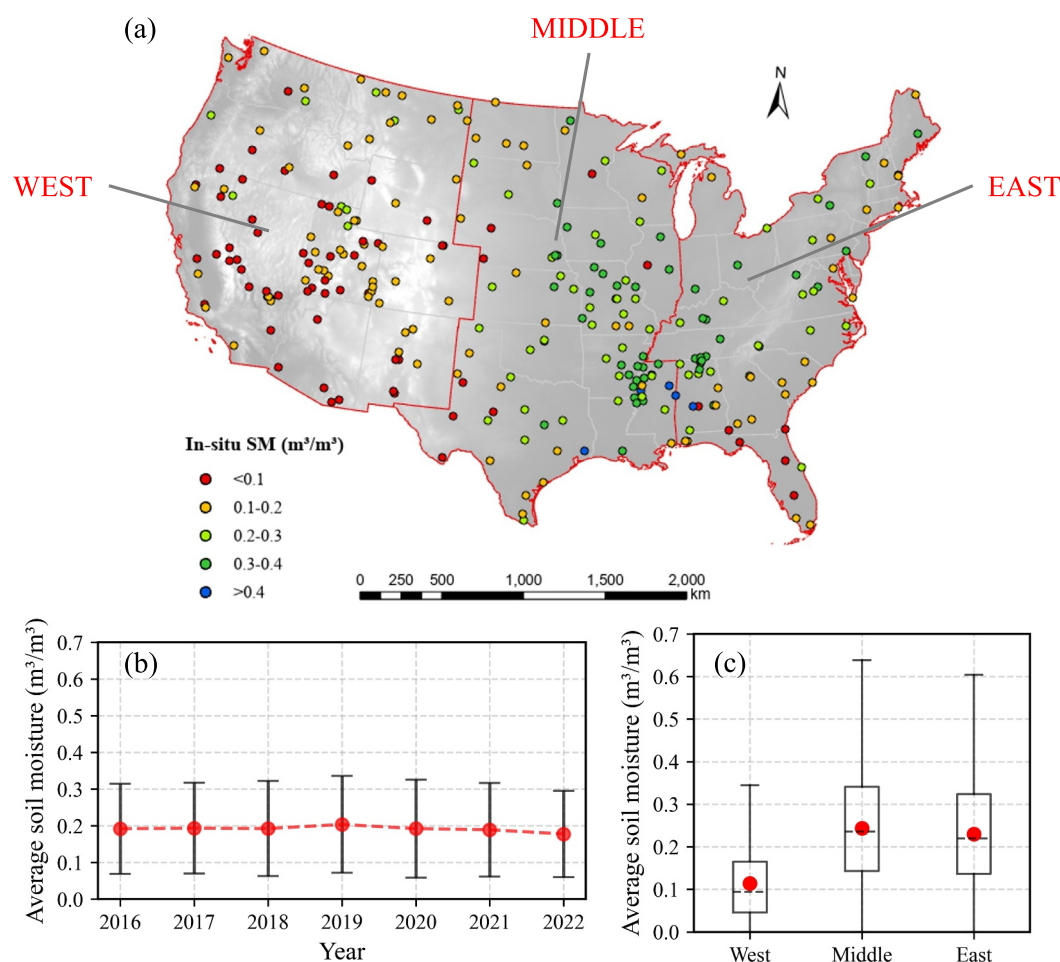 (a)
MIDDLE
N
WEST
EAST
In-situ SM (m³/m³)
<0.1
0.1-0.2
0.2-0.3
0.3-0.4
>0.4
0 250 500 1,000 1,500 2,000
km
(b)
Average soil moisture (m³/m³)
0.7
0.6
0.5
0.4
0.3
0.2
0.1
0.0
2016 2017 2018 2019 2020 2021 2022
Year
(c)
Average soil moisture (m³/m³)
0.7
0.6
0.5
0.4
0.3
0.2
0.1
0.0
West Middle East